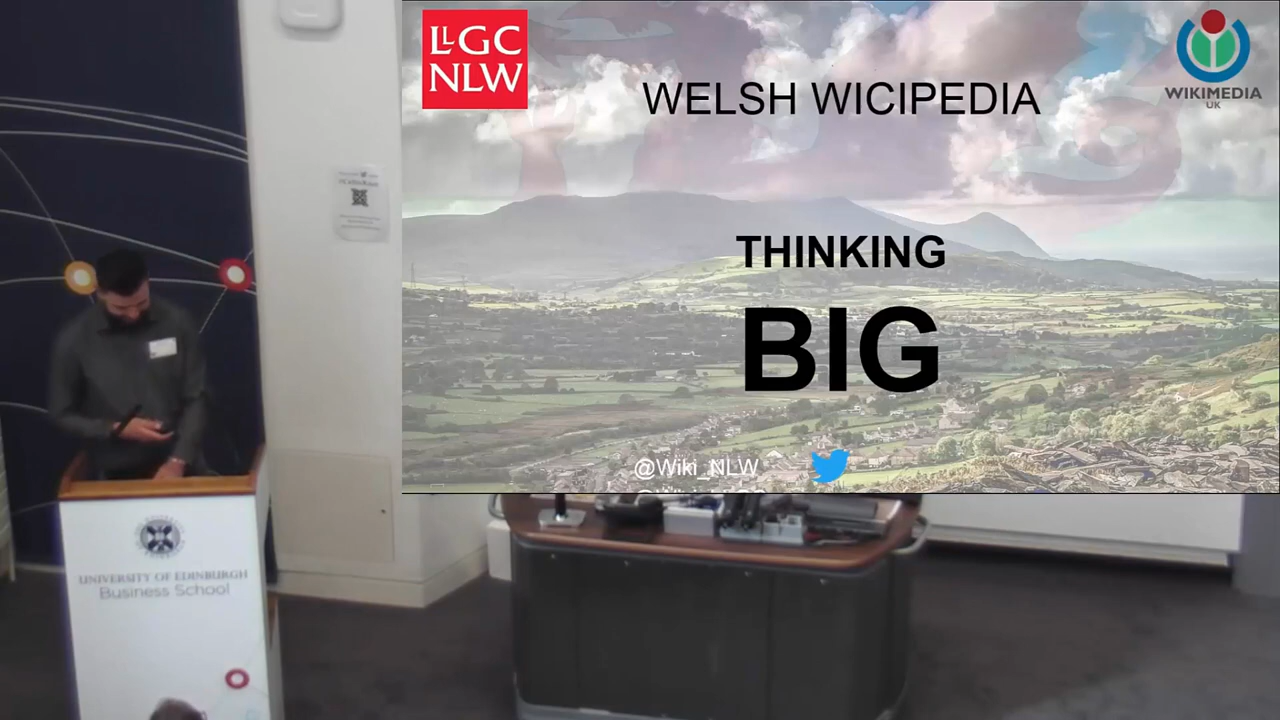 LLGC
NLW
WELSH WICIPEDIA
WIKIMEDIA
UK
THINKING
BIG
@Wiki_NLW
UNIVERSITY OF EDINBURGH
Business School